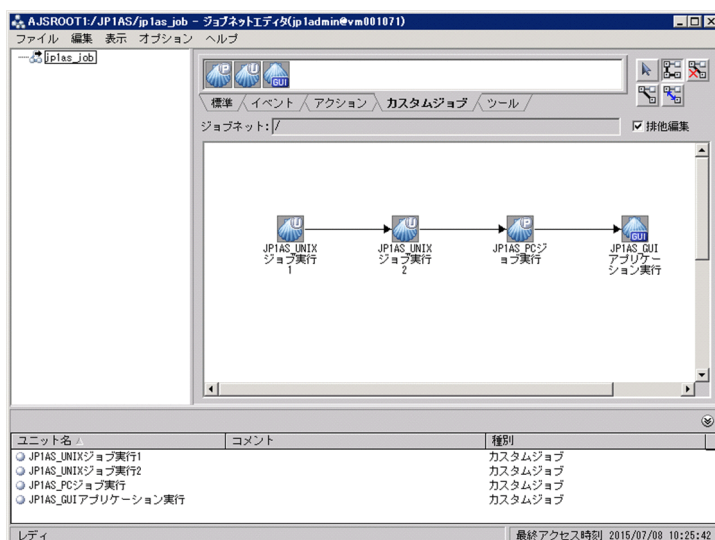 AJSROOT1:/JP1AS/jp1as_job - ジョブネットエディタ(jp1admin@vm001071)
ファイル 編集 表示 オプション ヘルプ
jp1as_job
P U GUI
標準 イベント アクション カスタムジョブ ツール
ジョブネット: /
排他編集
U
JP1AS_UNIX
ジョブ実行
1
U
JP1AS_UNIX
ジョブ実行
2
P
JP1AS_PCジ
ョブ実行
GUI
JP1AS_GUI
アプリケー
ション実行
ユニット名 コメント 種別
JP1AS_UNIXジョブ実行1 カスタムジョブ
JP1AS_UNIXジョブ実行2 カスタムジョブ
JP1AS_PCジョブ実行 カスタムジョブ
JP1AS_GUIアプリケーション実行 カスタムジョブ
レディ 最終アクセス時刻 2015/07/08 10:25:42